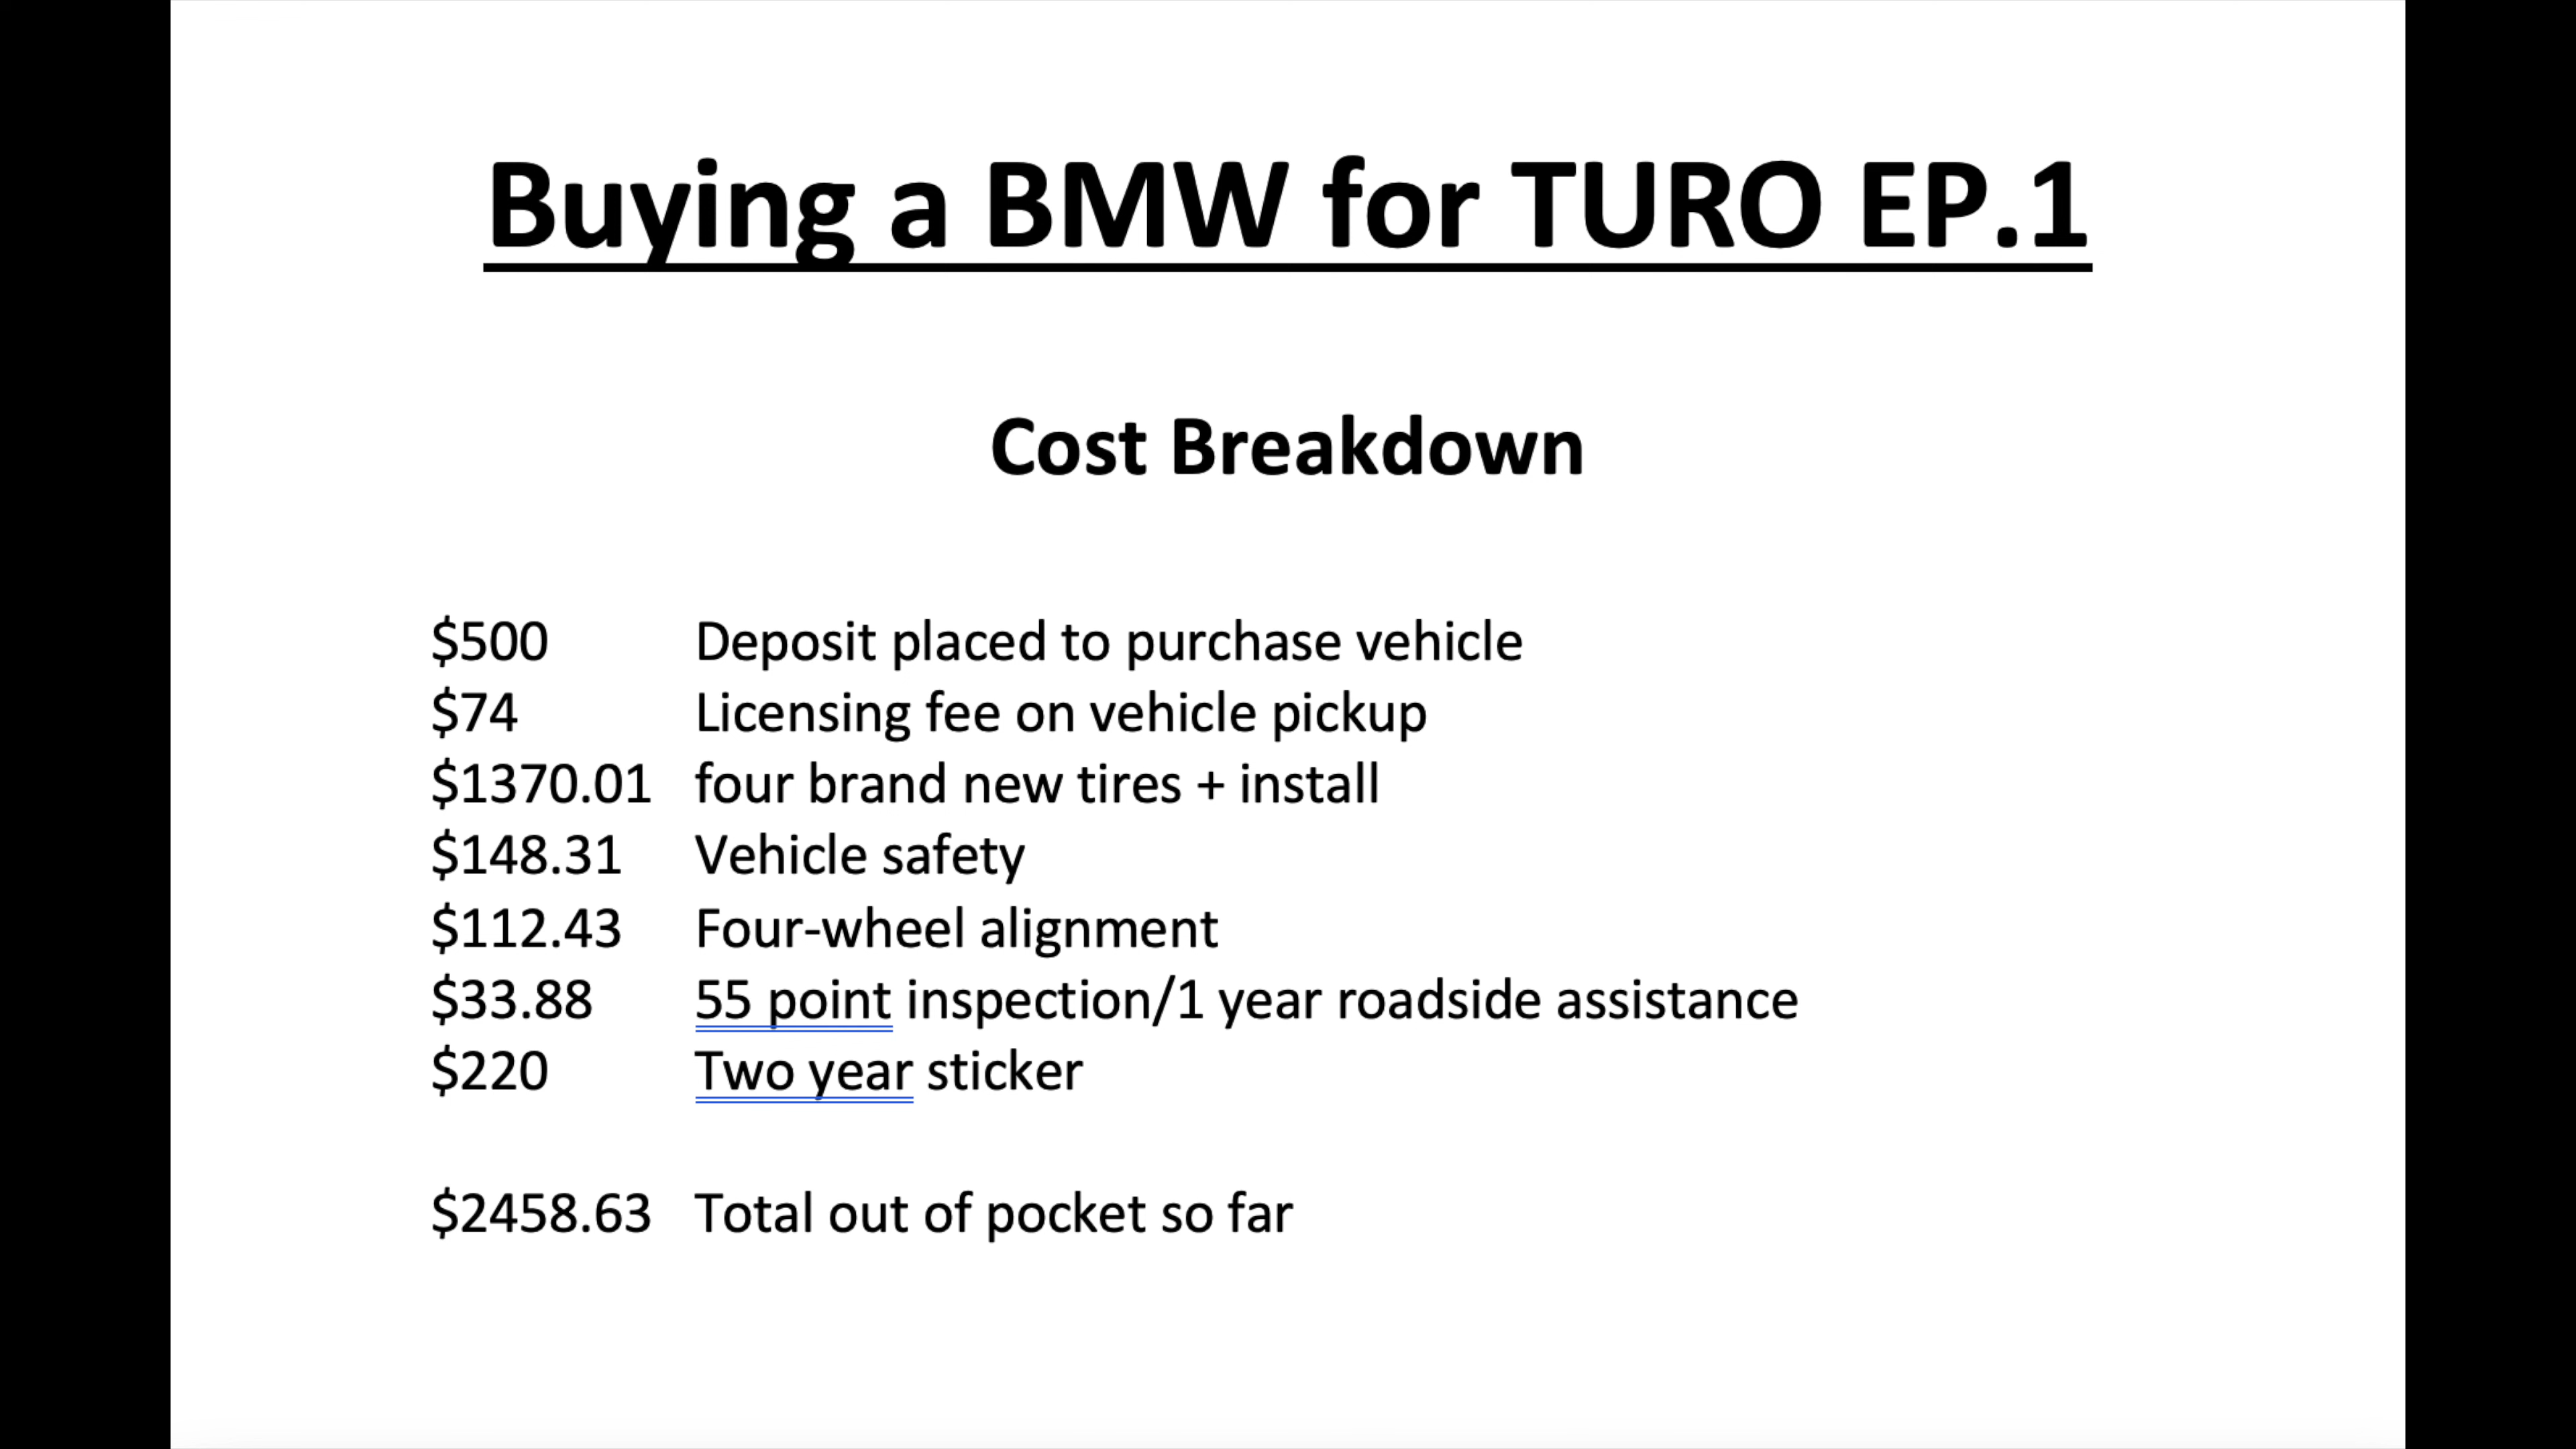 Buying a BMW for TURO EP.1
Cost Breakdown
$500 Deposit placed to purchase vehicle
$74 Licensing fee on vehicle pickup
$1370.01 four brand new tires + install
$148.31 Vehicle safety
$112.43 Four-wheel alignment
$33.88 55 point inspection/1 year roadside assistance
$220 Two year sticker
$2458.63 Total out of pocket so far